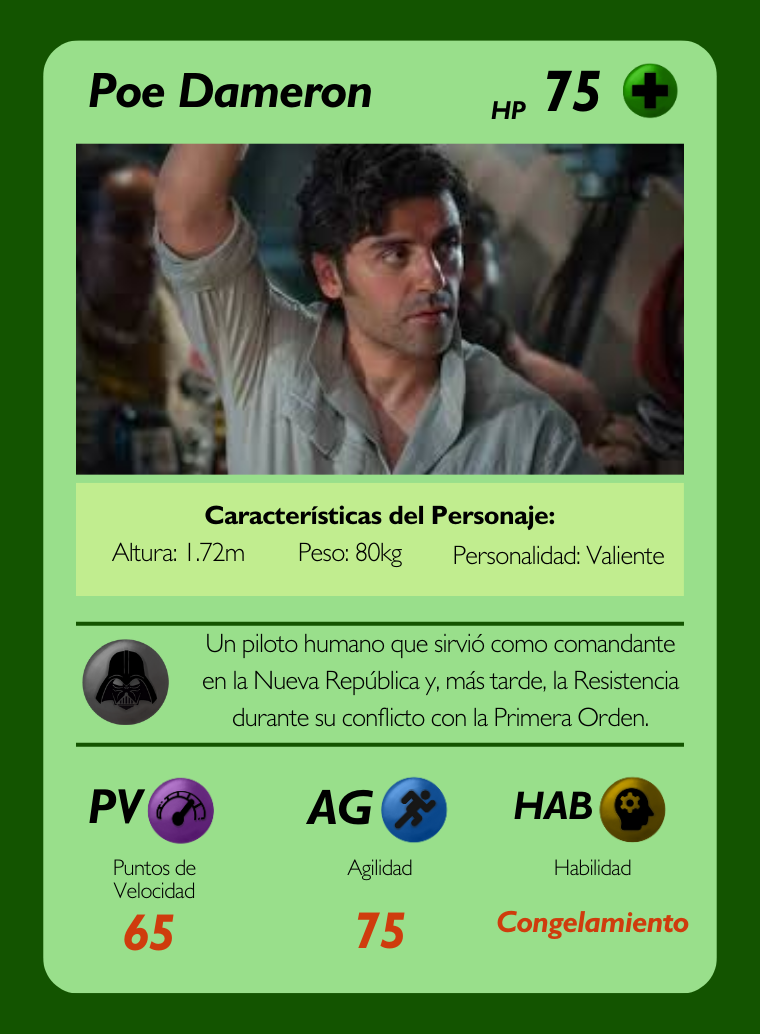 Poe Dameron
HP 75
Características del Personaje:
Altura: 1.72m Peso: 80kg Personalidad: Valiente
Un piloto humano que sirvió como comandante
en la Nueva República y, más tarde, la Resistencia
durante su conflicto con la Primera Orden.
PV AG HAB
Puntos de
Velocidad
Agilidad
Habilidad
65
75
Congelamiento